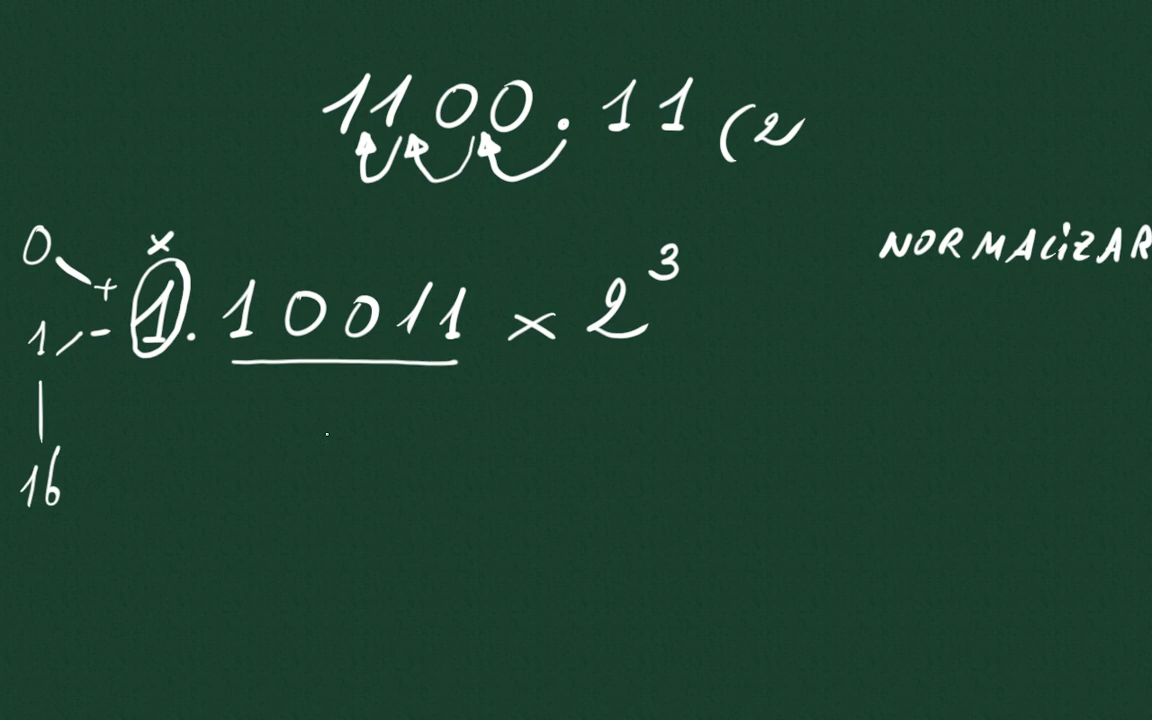 1100.11 (2
NORMALIZAR
0
+ x
1 - 1.10011 x 2³
16